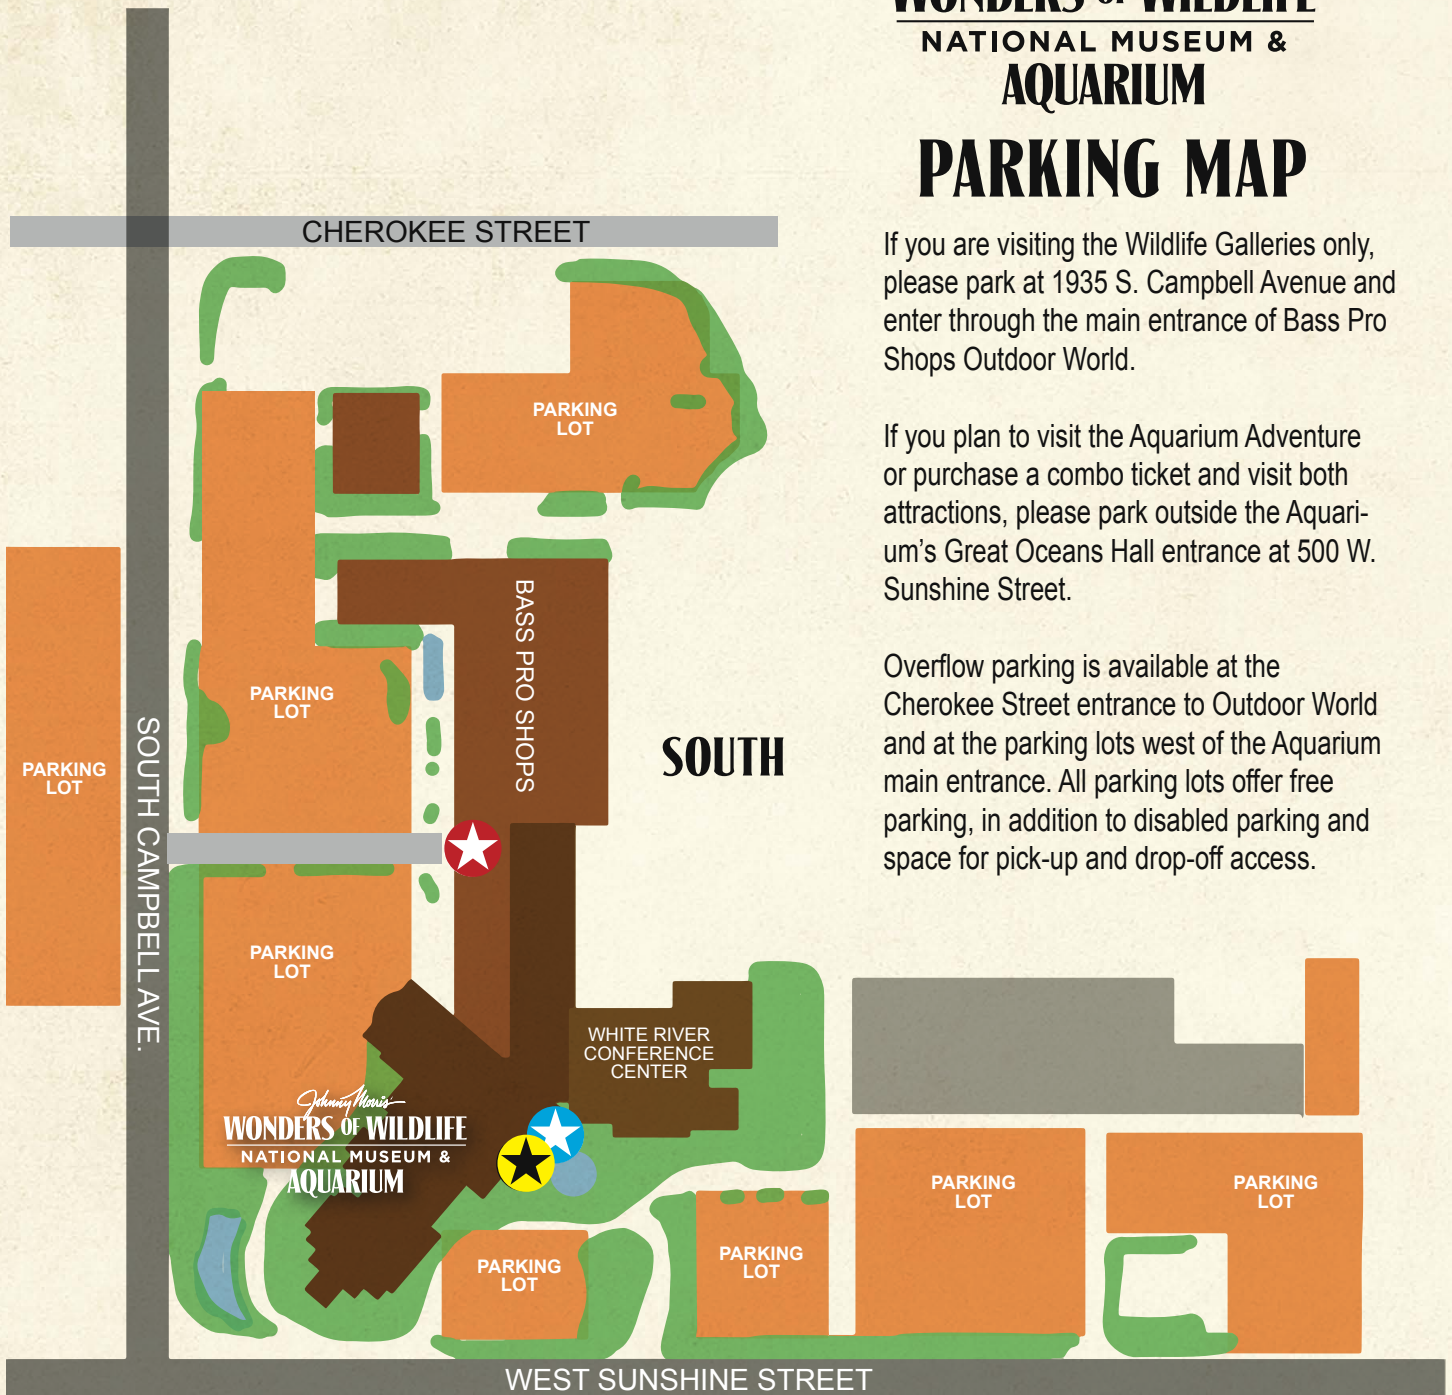 WONDERS OF WILDLIFE
NATIONAL MUSEUM &
AQUARIUM
PARKING MAP
If you are visiting the Wildlife Galleries only,
please park at 1935 S. Campbell Avenue and
enter through the main entrance of Bass Pro
Shops Outdoor World.
If you plan to visit the Aquarium Adventure
or purchase a combo ticket and visit both
attractions, please park outside the Aquari-
um's Great Oceans Hall entrance at 500 W.
Sunshine Street.
Overflow parking is available at the
Cherokee Street entrance to Outdoor World
and at the parking lots west of the Aquarium
main entrance. All parking lots offer free
parking, in addition to disabled parking and
space for pick-up and drop-off access.
CHEROKEE STREET
PARKING
LOT
BASS PRO SHOPS
PARKING
LOT
SOUTH
PARKING
LOT
SOUTH CAMPBELL AVE.
PARKING
LOT
WHITE RIVER
CONFERENCE
CENTER
Johnny Morris
WONDERS OF WILDLIFE
NATIONAL MUSEUM &
AQUARIUM
PARKING
LOT
PARKING
LOT
PARKING
LOT
PARKING
LOT
WEST SUNSHINE STREET